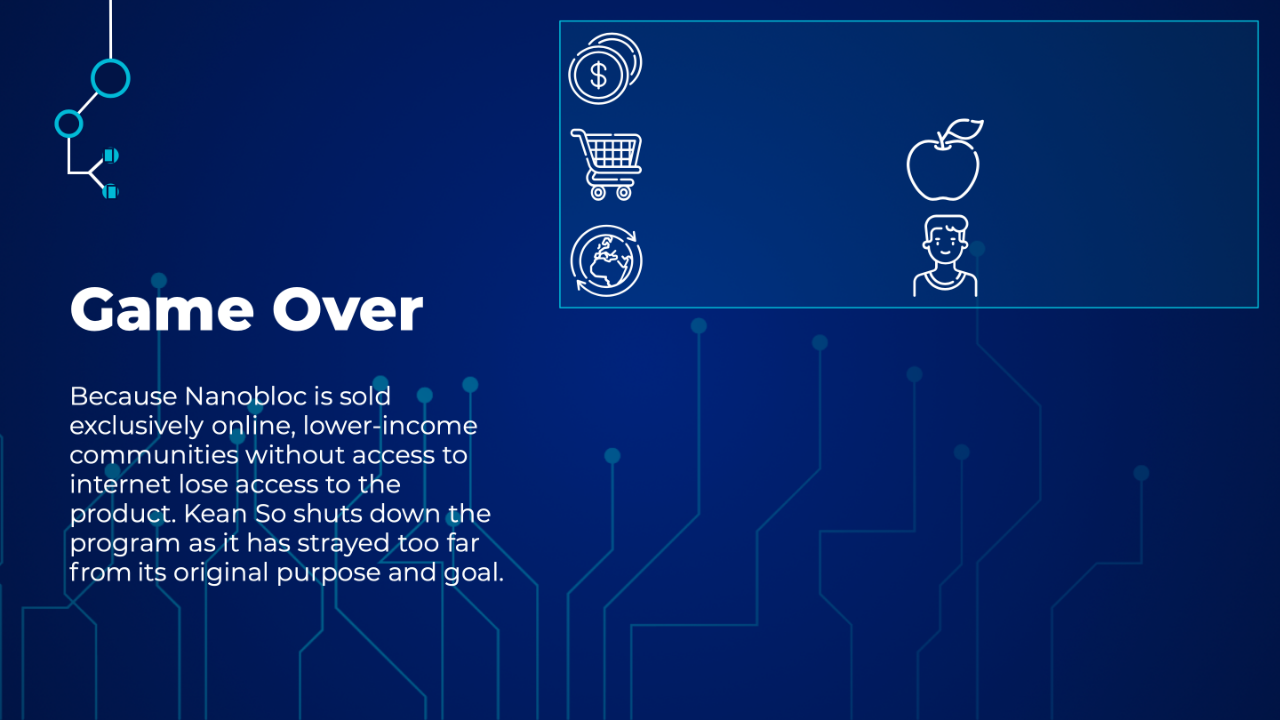 $
Game Over
Because Nanobloc is sold
exclusively online, lower-income
communities without access to
internet lose access to the
product. Kean So shuts down the
program as it has strayed too far
from its original purpose and goal.